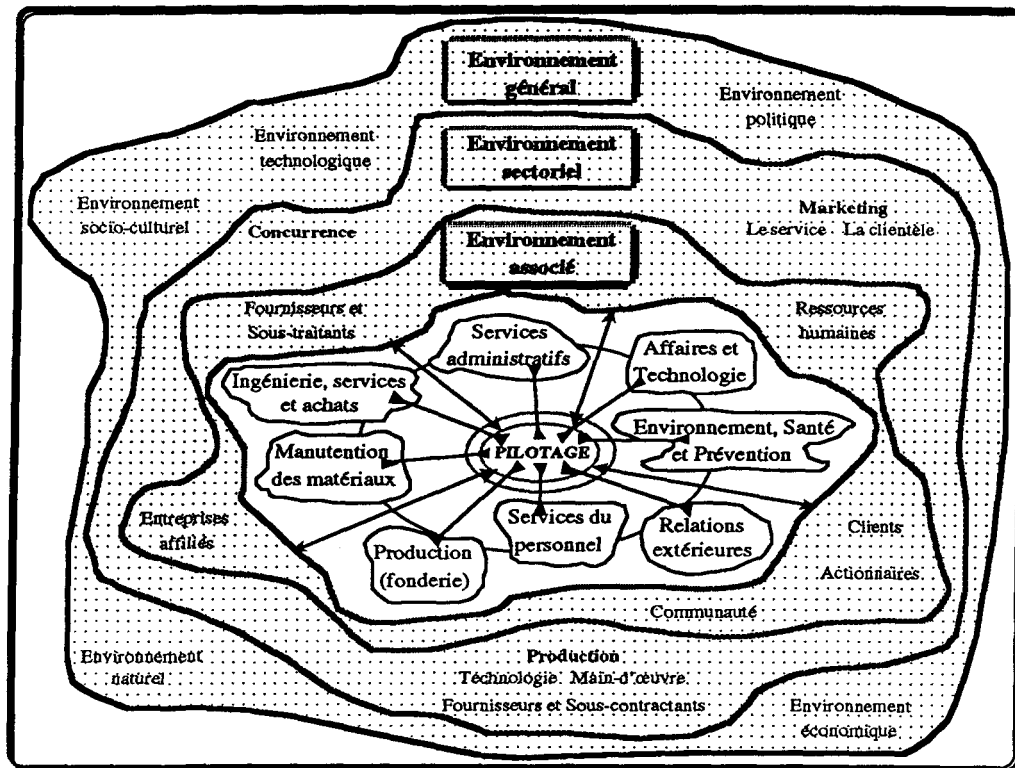 Environnement
général
Environnement
politique
Environnement
technologique
Environnement
sectoriel
Environnement
socio-culturel
Concurrence
Marketing
Le service La clientèle
Environnement
associé
Fournisseurs et
Sous-traitants
Ressources
humaines
Services
administratifs
Affaires et
Technologie
Ingénierie, services
et achats
Environnement, Santé
et Prévention
PILOTAGE
Manutention
des matériaux
Entreprises
affiliés
Services du
personnel
Relations
extérieures
Clients
Production
(fonderie)
Actionnaires
Communauté
Environnement
naturel
Production
Technologie Main-d'œuvre
Fournisseurs et Sous-contractants
Environnement
économique